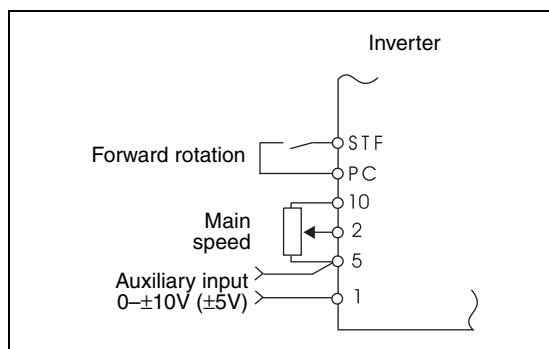 Inverter
Forward rotation
STF
PC
10
Main
speed
2
5
Auxiliary input
0–±10V (±5V)
1